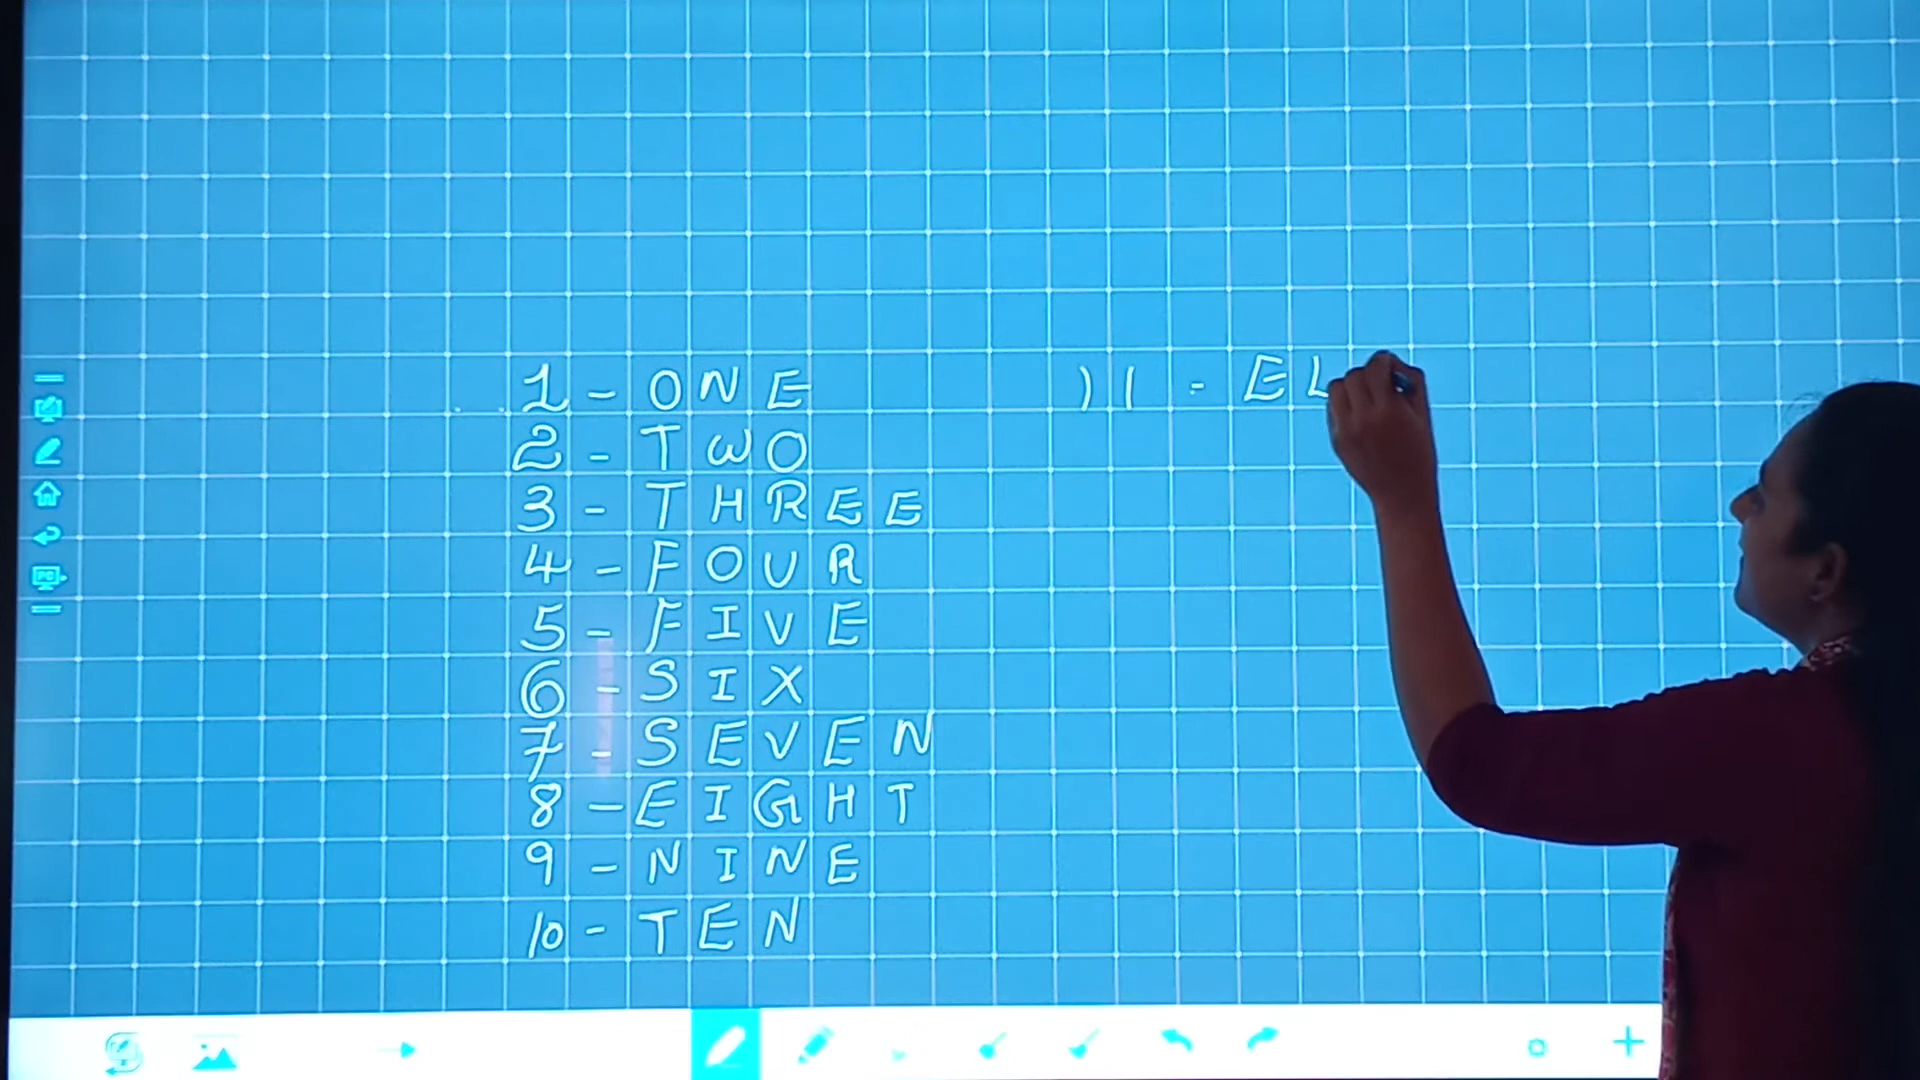 1 - ONE
2 - TWO
3 - THREE
4 - FOUR
5 - FIVE
6 - SIX
7 - SEVEN
8 - EIGHT
9 - NINE
10 - TEN
11 - EL
PC